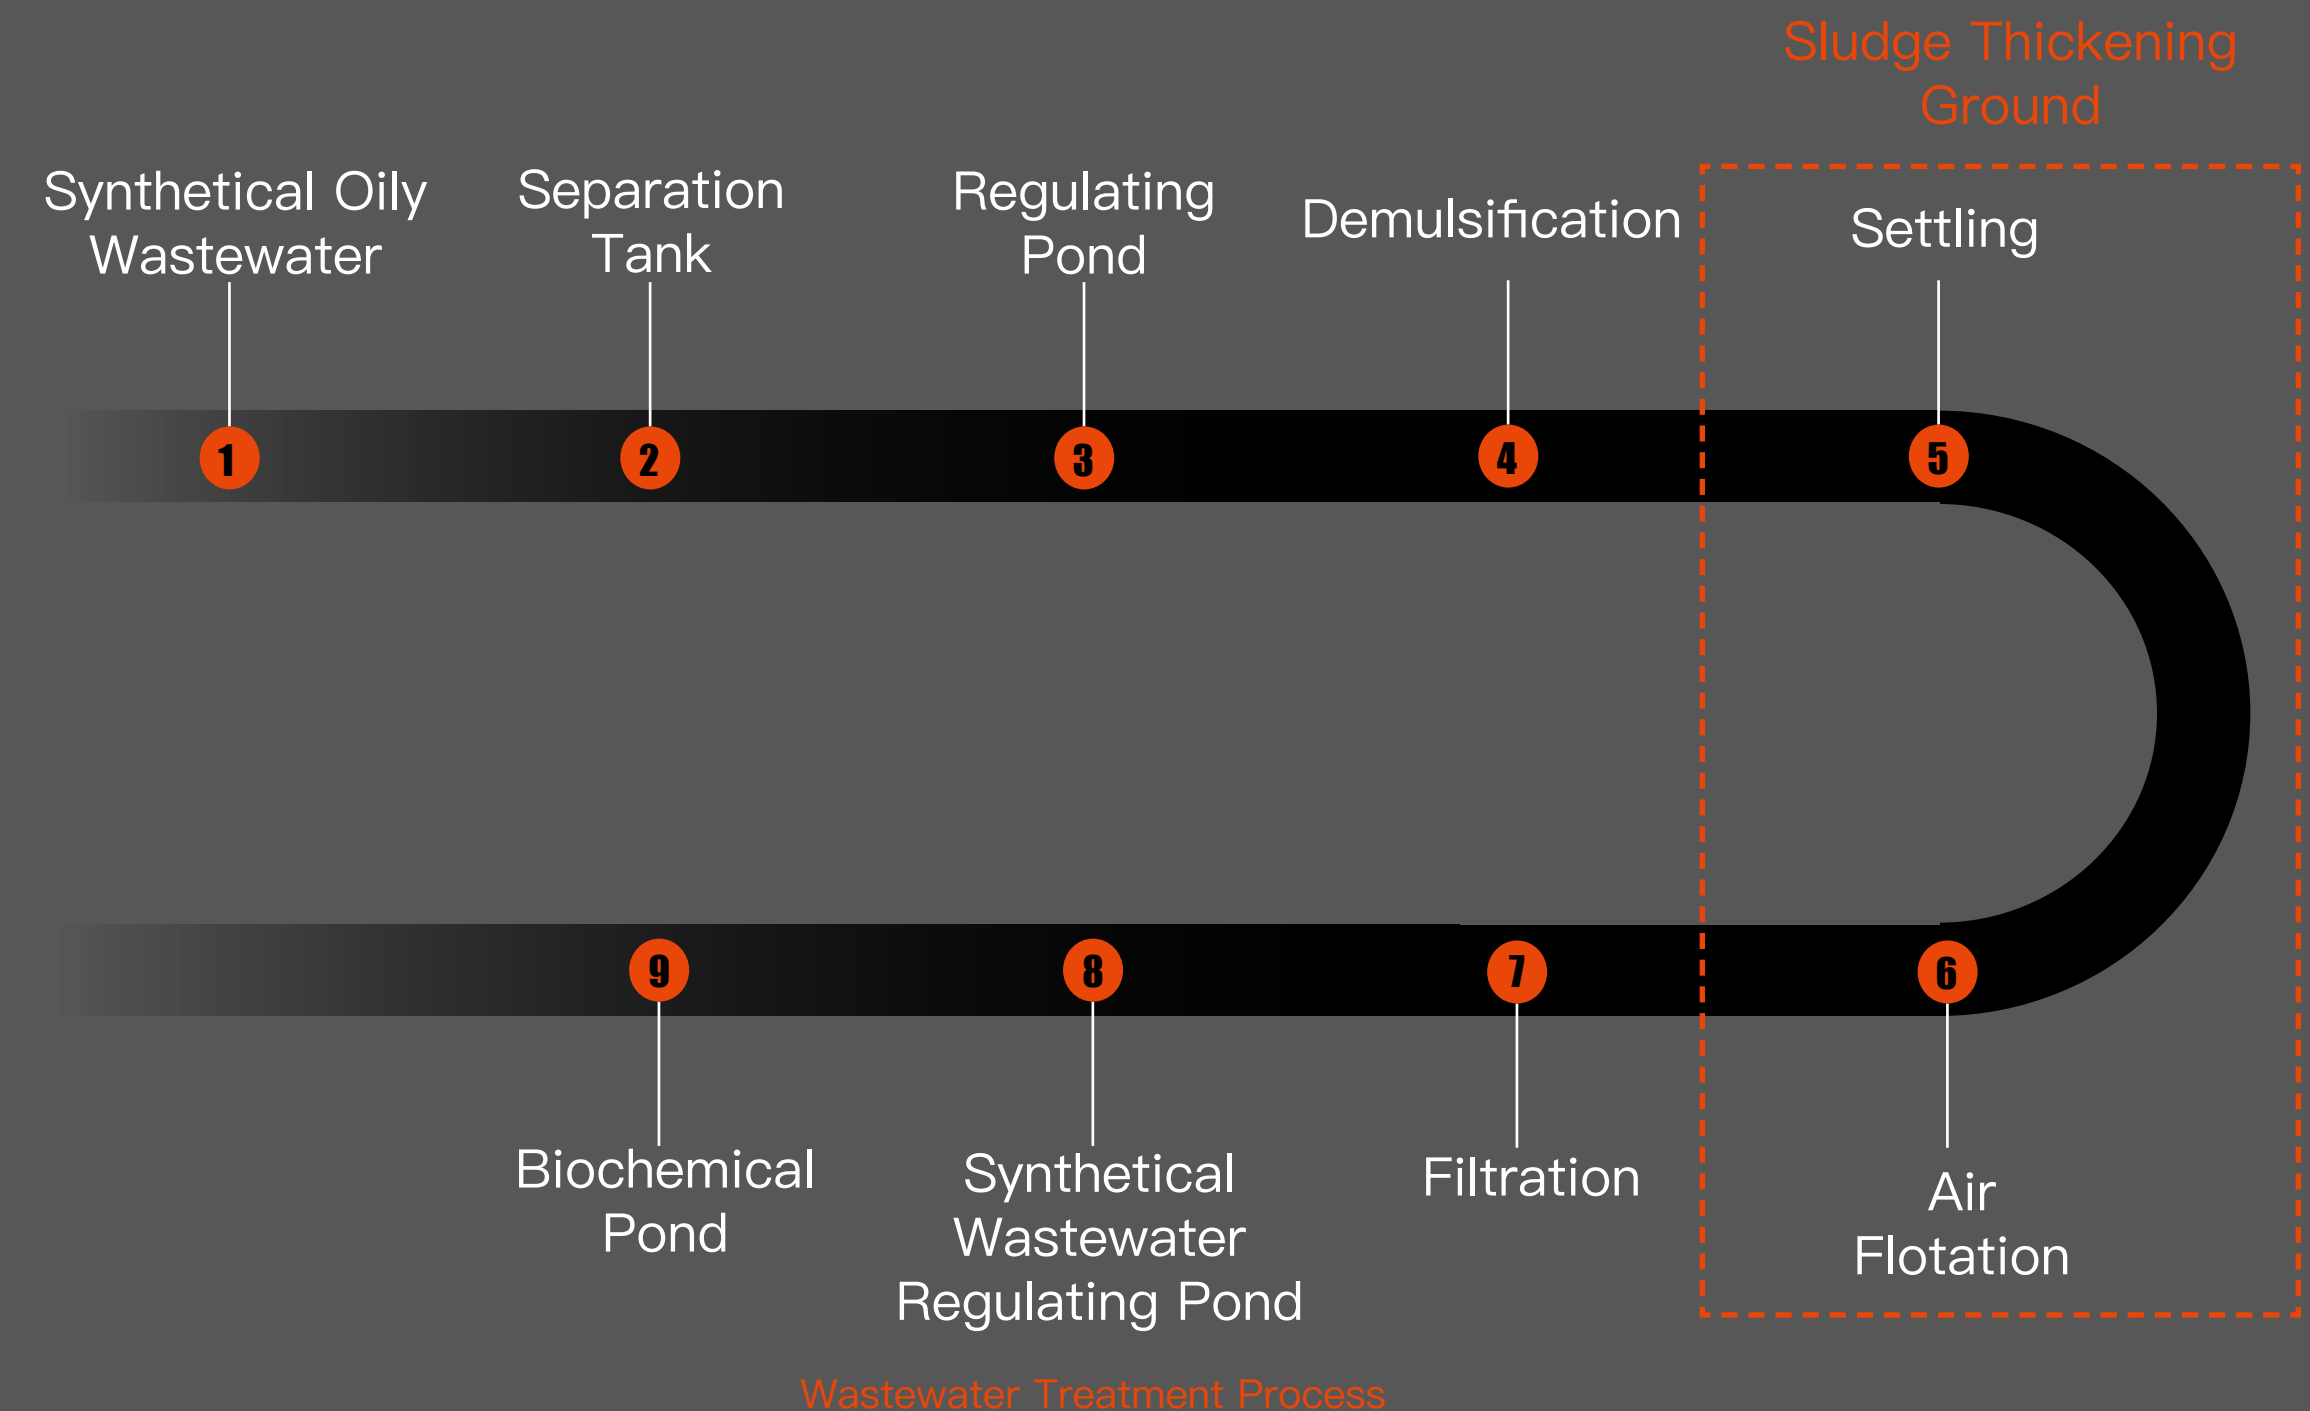 Sludge Thickening
Ground
Synthetical Oily
Wastewater
Separation
Tank
Regulating
Pond
Demulsification
Settling
1
2
3
4
5
9
8
7
6
Biochemical
Pond
Synthetical
Wastewater
Regulating Pond
Filtration
Air
Flotation
Wastewater Treatment Process